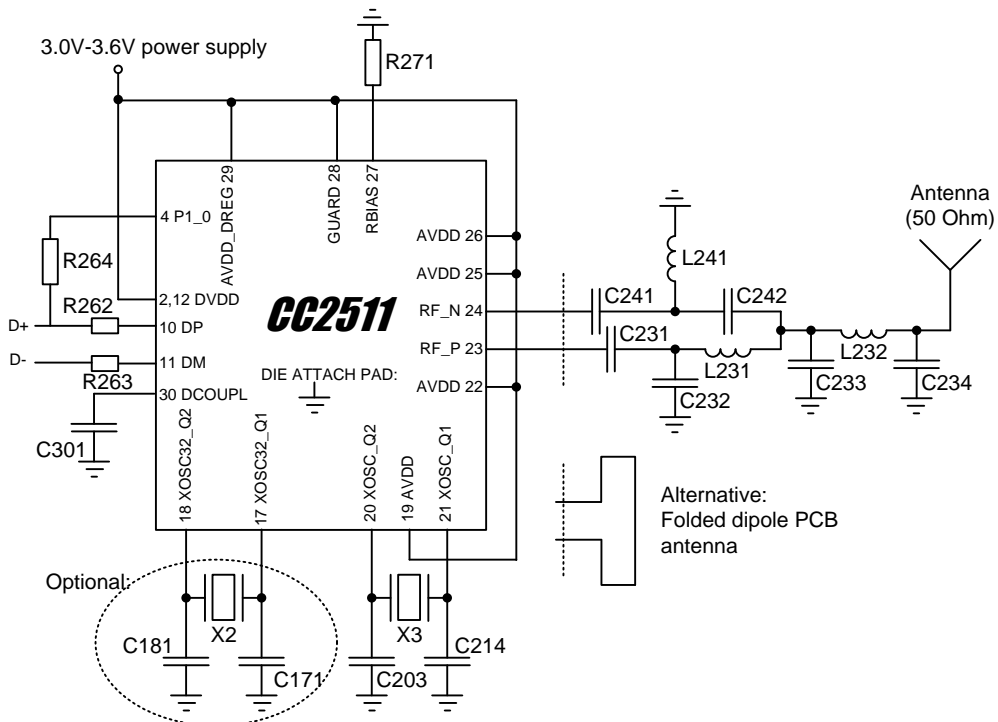 3.0V-3.6V power supply
R271
AVDD_DREG 29
GUARD 28
RBIAS 27
4 P1_0
R264
R262
2,12 DVDD
D+
10 DP
D-
11 DM
R263
30 DCOUPL
C301
CC2511
DIE ATTACH PAD:
AVDD 26
AVDD 25
RF_N 24
RF_P 23
AVDD 22
18 XOSC32_Q2
17 XOSC32_Q1
20 XOSC_Q2
19 AVDD
21 XOSC_Q1
Antenna
(50 Ohm)
L241
C241
C242
C231
L231
C232
L232
C233
C234
Alternative:
Folded dipole PCB
antenna
Optional:
X2
C181
C171
X3
C203
C214